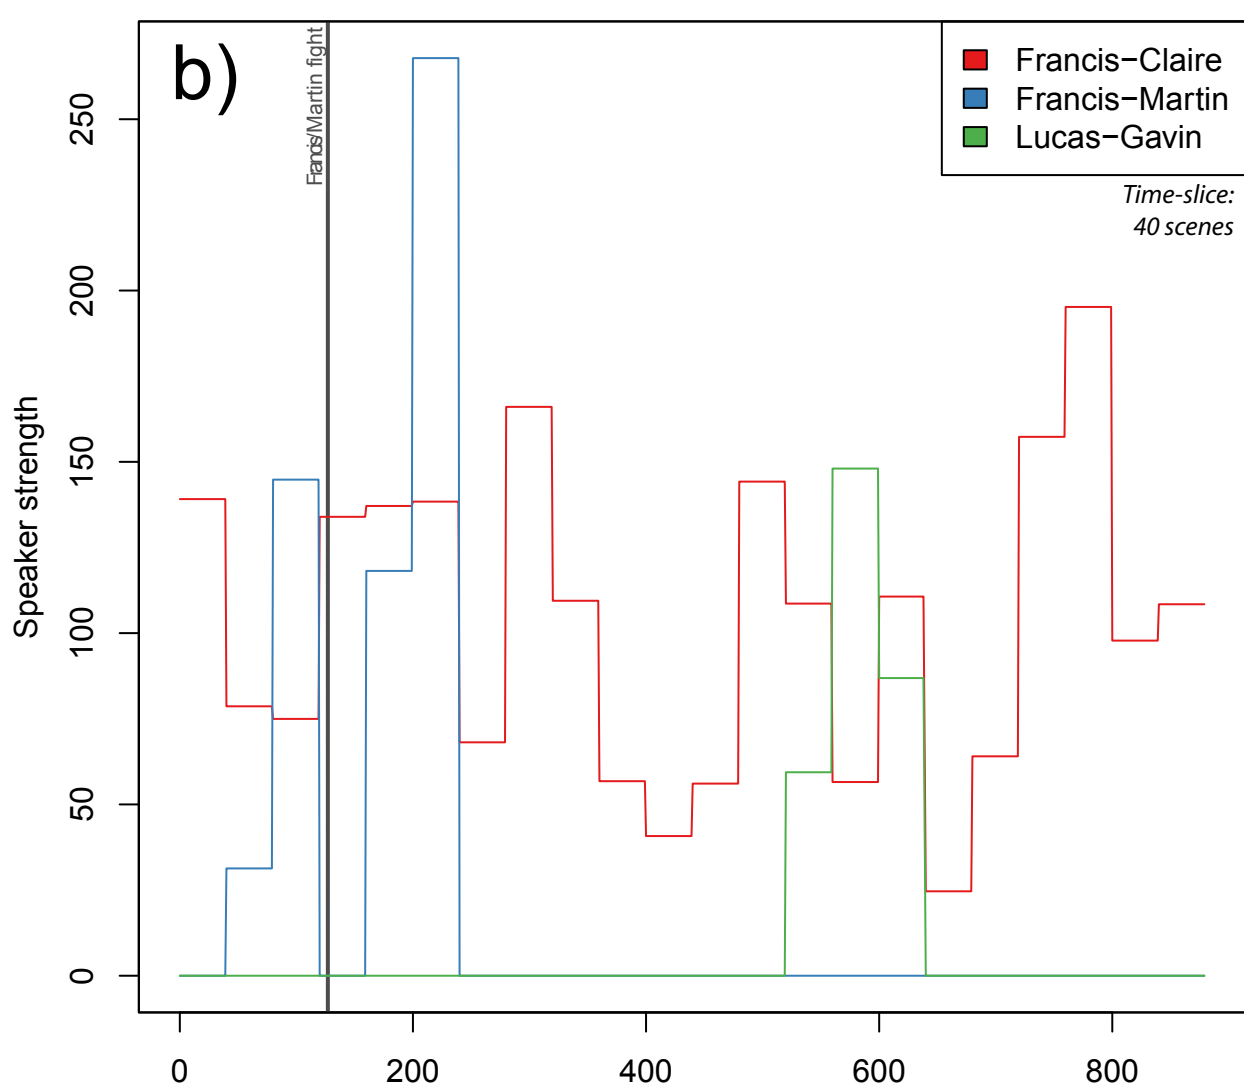 b)
Francis/Martin fight
Francis−Claire
Francis−Martin
Lucas−Gavin
Time-slice:
40 scenes
Speaker strength
250
200
150
100
50
0
0 200 400 600 800